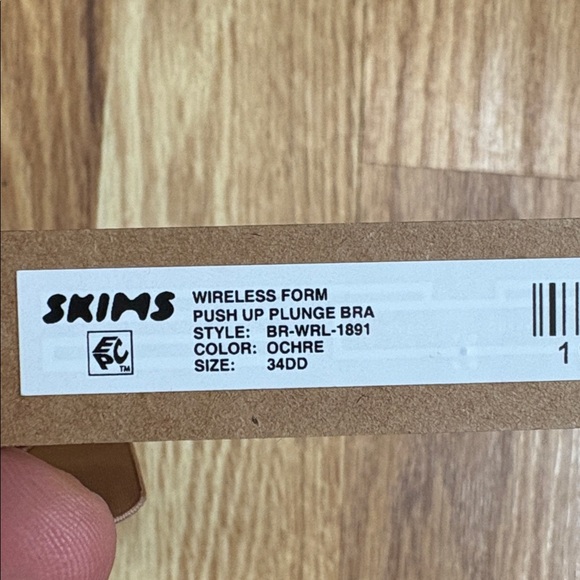 SKIMS
WIRELESS FORM
PUSH UP PLUNGE BRA
STYLE: BR-WRL-1891
COLOR: OCHRE
SIZE: 34DD
EPC
TM
1